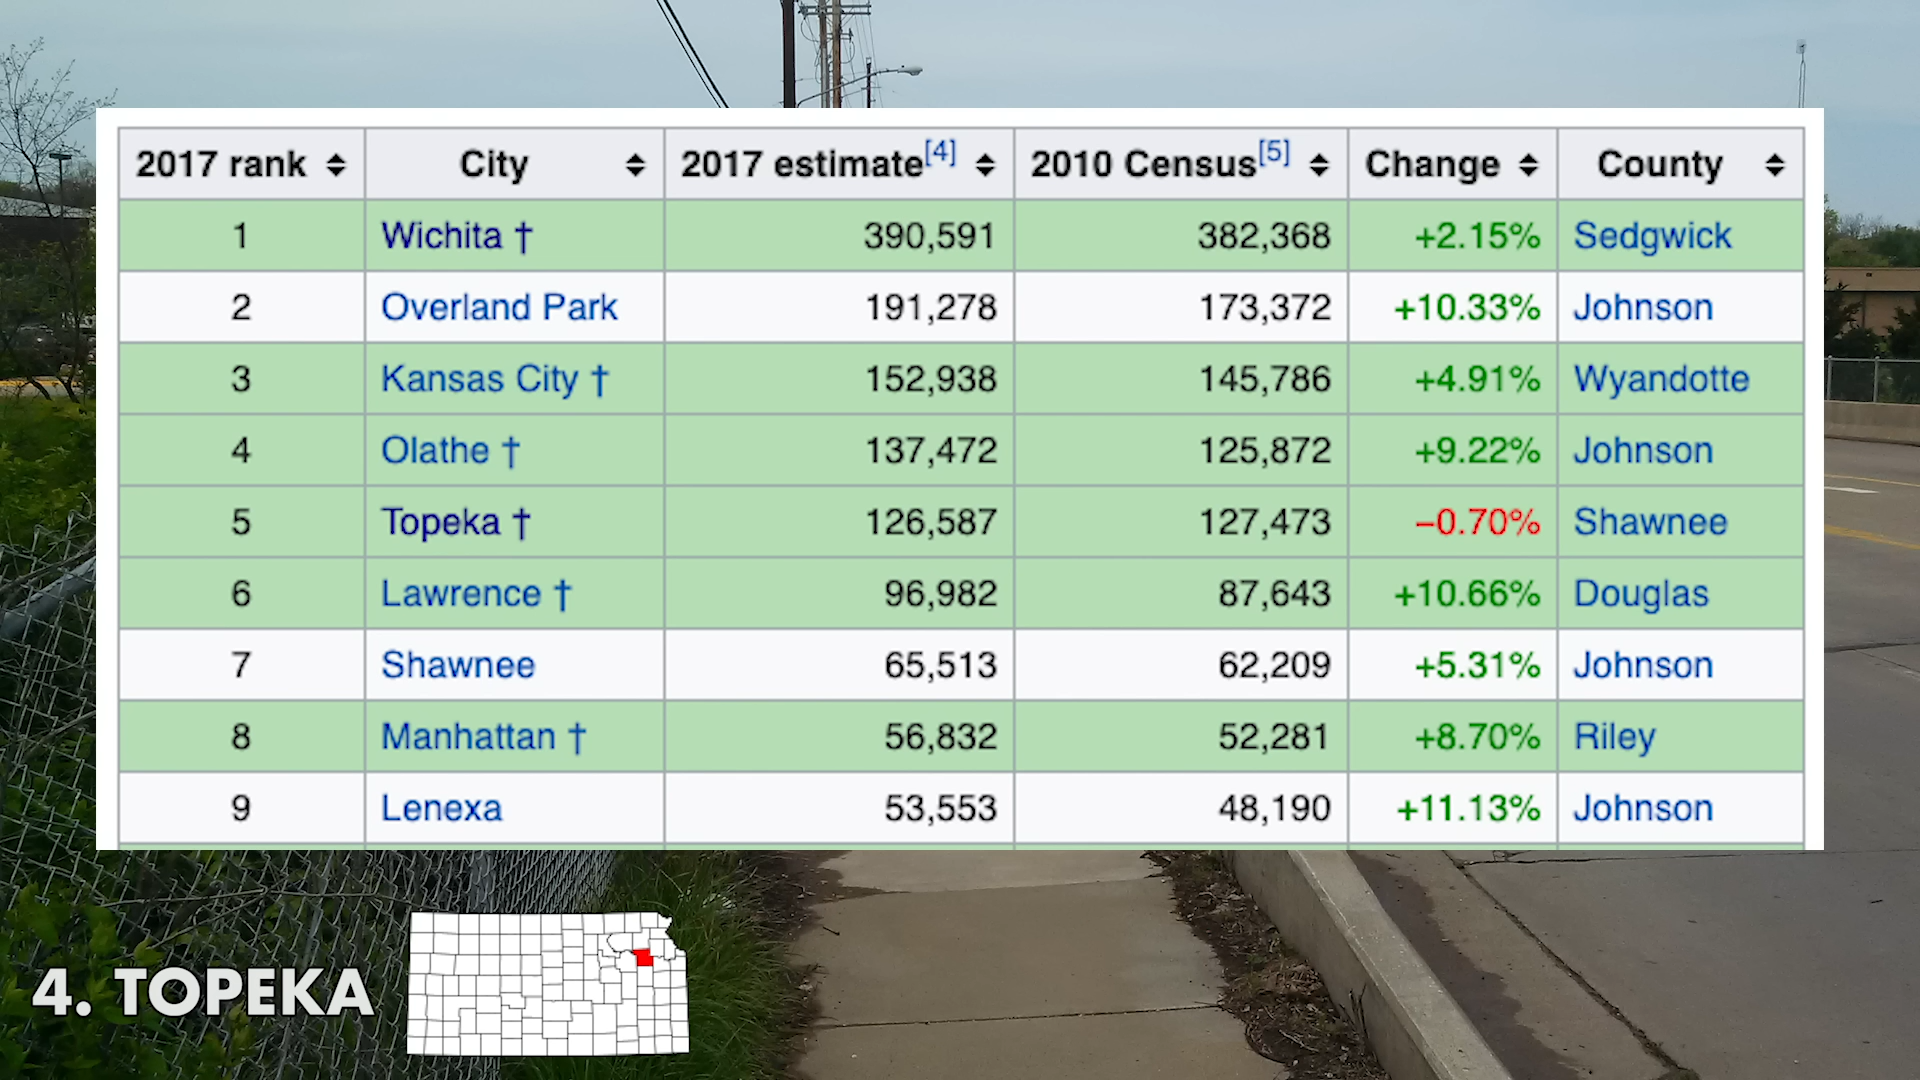 2017 rank City 2017 estimate[4] 2010 Census[5] Change County
1 Wichita † 390,591 382,368 +2.15% Sedgwick
2 Overland Park 191,278 173,372 +10.33% Johnson
3 Kansas City † 152,938 145,786 +4.91% Wyandotte
4 Olathe † 137,472 125,872 +9.22% Johnson
5 Topeka † 126,587 127,473 −0.70% Shawnee
6 Lawrence † 96,982 87,643 +10.66% Douglas
7 Shawnee 65,513 62,209 +5.31% Johnson
8 Manhattan † 56,832 52,281 +8.70% Riley
9 Lenexa 53,553 48,190 +11.13% Johnson
4. TOPEKA